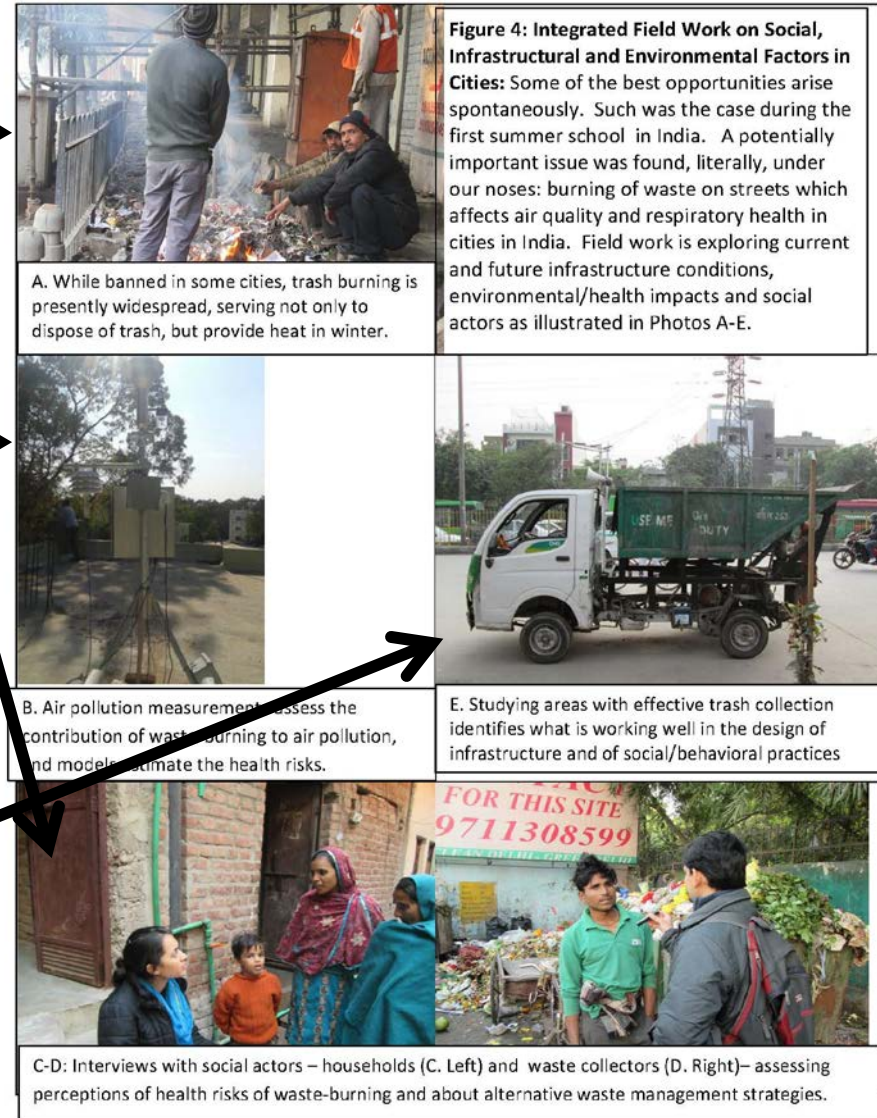 Figure 4: Integrated Field Work on Social,
Infrastructural and Environmental Factors in
Cities: Some of the best opportunities arise
spontaneously. Such was the case during the
first summer school in India. A potentially
important issue was found, literally, under
our noses: burning of waste on streets which
affects air quality and respiratory health in
cities in India. Field work is exploring current
and future infrastructure conditions,
environmental/health impacts and social
actors as illustrated in Photos A-E.
A. While banned in some cities, trash burning is
presently widespread, serving not only to
dispose of trash, but provide heat in winter.
USE ME
DUTY
B. Air pollution measurements assess the
contribution of waste burning to air pollution,
and models estimate the health risks.
E. Studying areas with effective trash collection
identifies what is working well in the design of
infrastructure and of social/behavioral practices
FOR THIS SITE
9711308599
C-D: Interviews with social actors – households (C. Left) and waste collectors (D. Right)– assessing
perceptions of health risks of waste-burning and about alternative waste management strategies.